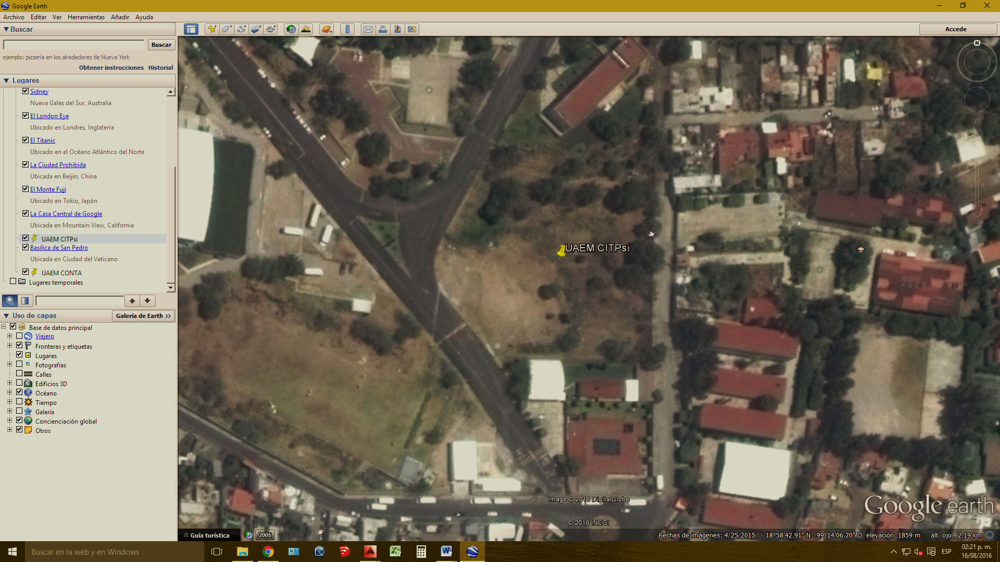 Google Earth
Archivo Editar Ver Herramientas Añadir Ayuda
Buscar
Buscar
ejemplo: pizzería en los alrededores de Nueva York
Obtener instrucciones Historial
Lugares
Sidney
Nueva Gales del Sur, Australia
El London Eye
Ubicado en Londres, Inglaterra
El Titanic
Ubicado en el Océano Atlántico del Norte
La Ciudad Prohibida
Ubicada en Beijin, China
El Monte Fuji
Ubicado en Tokio, Japón
La Casa Central de Google
Ubicada en Mountain View, California
UAEM CITPsi
Basílica de San Pedro
Ubicada en Ciudad del Vaticano
UAEM CONTA
Lugares temporales
Uso de capas
Galería de Earth >>
Base de datos principal
Viajero
Fronteras y etiquetas
Lugares
Fotografías
Calles
Edificios 3D
Océano
Tiempo
Galería
Concienciación global
Otros
Accede
N
UAEM CITPsi
Image © 2016 DigitalGlobe
© 2016 INEGI
Google earth
Guía turística
2005
Fechas de imágenes: 4/25/2015 18°58'42.91" N 99°14'06.20" O elevación 1859 m alt. ojo 2.19 km
Buscar en la web y en Windows
ESP
02:21 p. m.
16/08/2016